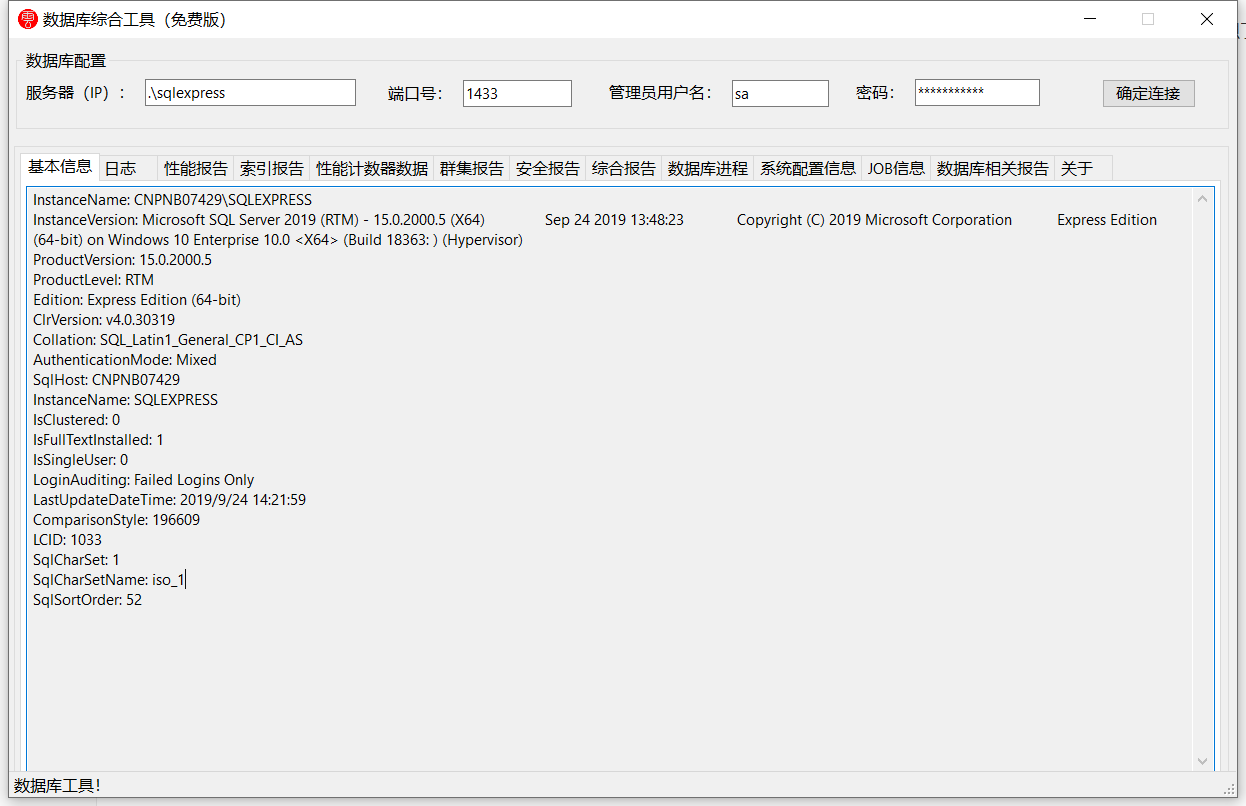 数据库综合工具（免费版）
数据库配置
服务器（IP）： .\sqlexpress 端口号： 1433 管理员用户名： sa 密码： *********** 确定连接
基本信息 日志 性能报告 索引报告 性能计数器数据 群集报告 安全报告 综合报告 数据库进程 系统配置信息 JOB信息 数据库相关报告 关于
InstanceName: CNPNB07429\SQLEXPRESS
InstanceVersion: Microsoft SQL Server 2019 (RTM) - 15.0.2000.5 (X64) Sep 24 2019 13:48:23 Copyright (C) 2019 Microsoft Corporation Express Edition
(64-bit) on Windows 10 Enterprise 10.0 <X64> (Build 18363: ) (Hypervisor)
ProductVersion: 15.0.2000.5
ProductLevel: RTM
Edition: Express Edition (64-bit)
ClrVersion: v4.0.30319
Collation: SQL_Latin1_General_CP1_CI_AS
AuthenticationMode: Mixed
SqlHost: CNPNB07429
InstanceName: SQLEXPRESS
IsClustered: 0
IsFullTextInstalled: 1
IsSingleUser: 0
LoginAuditing: Failed Logins Only
LastUpdateDateTime: 2019/9/24 14:21:59
ComparisonStyle: 196609
LCID: 1033
SqlCharSet: 1
SqlCharSetName: iso_1
SqlSortOrder: 52
数据库工具！